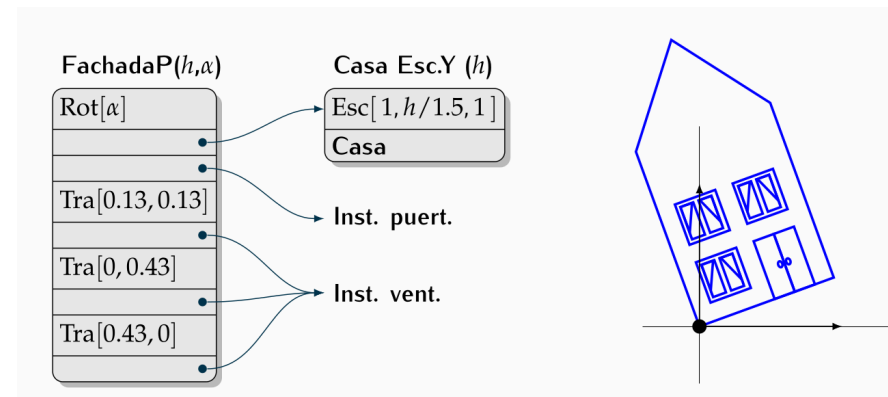 FachadaP(h,α)
Rot[α]
Tra[0.13, 0.13]
Tra[0, 0.43]
Tra[0.43, 0]
Casa Esc.Y (h)
Esc[ 1, h/1.5, 1 ]
Casa
Inst. puert.
Inst. vent.